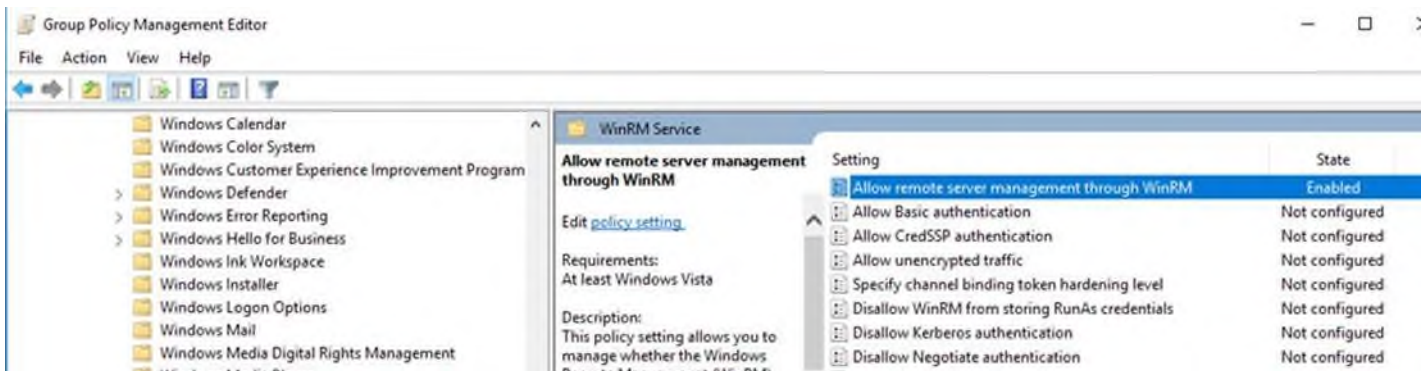 Group Policy Management Editor
File Action View Help
Windows Calendar
Windows Color System
Windows Customer Experience Improvement Program
Windows Defender
Windows Error Reporting
Windows Hello for Business
Windows Ink Workspace
Windows Installer
Windows Logon Options
Windows Mail
Windows Media Digital Rights Management
WinRM Service
Allow remote server management
through WinRM
Edit policy setting
Requirements:
At least Windows Vista
Description:
This policy setting allows you to
manage whether the Windows
Setting State
Allow remote server management through WinRM Enabled
Allow Basic authentication Not configured
Allow CredSSP authentication Not configured
Allow unencrypted traffic Not configured
Specify channel binding token hardening level Not configured
Disallow WinRM from storing RunAs credentials Not configured
Disallow Kerberos authentication Not configured
Disallow Negotiate authentication Not configured